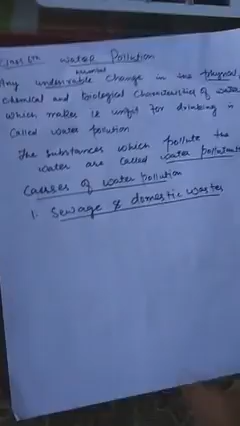 Class 8th Water Pollution
Any undesirable change in the physical,
chemical and biological characteristics of water
which makes it unfit for drinking is
called water pollution
The substances which pollute the
water are called water pollutants
Causes of water pollution
1. Sewage & domestic wastes